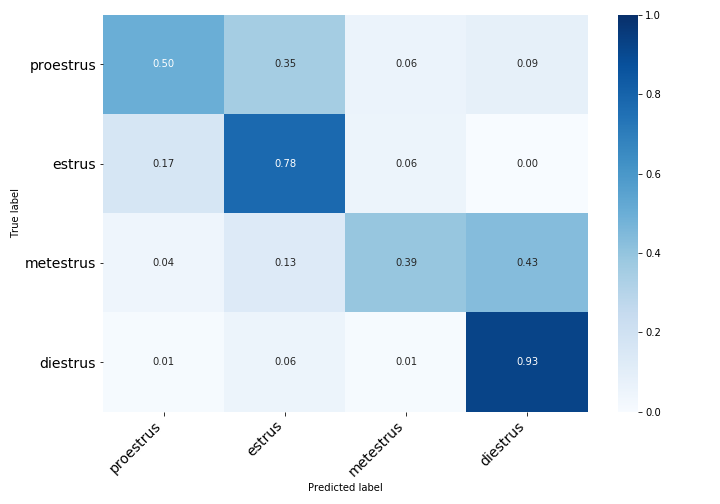 proestrus 0.50 0.35 0.06 0.09
estrus 0.17 0.78 0.06 0.00
metestrus 0.04 0.13 0.39 0.43
diestrus 0.01 0.06 0.01 0.93
True label
proestrus estrus metestrus diestrus
Predicted label
1.0
0.8
0.6
0.4
0.2
0.0